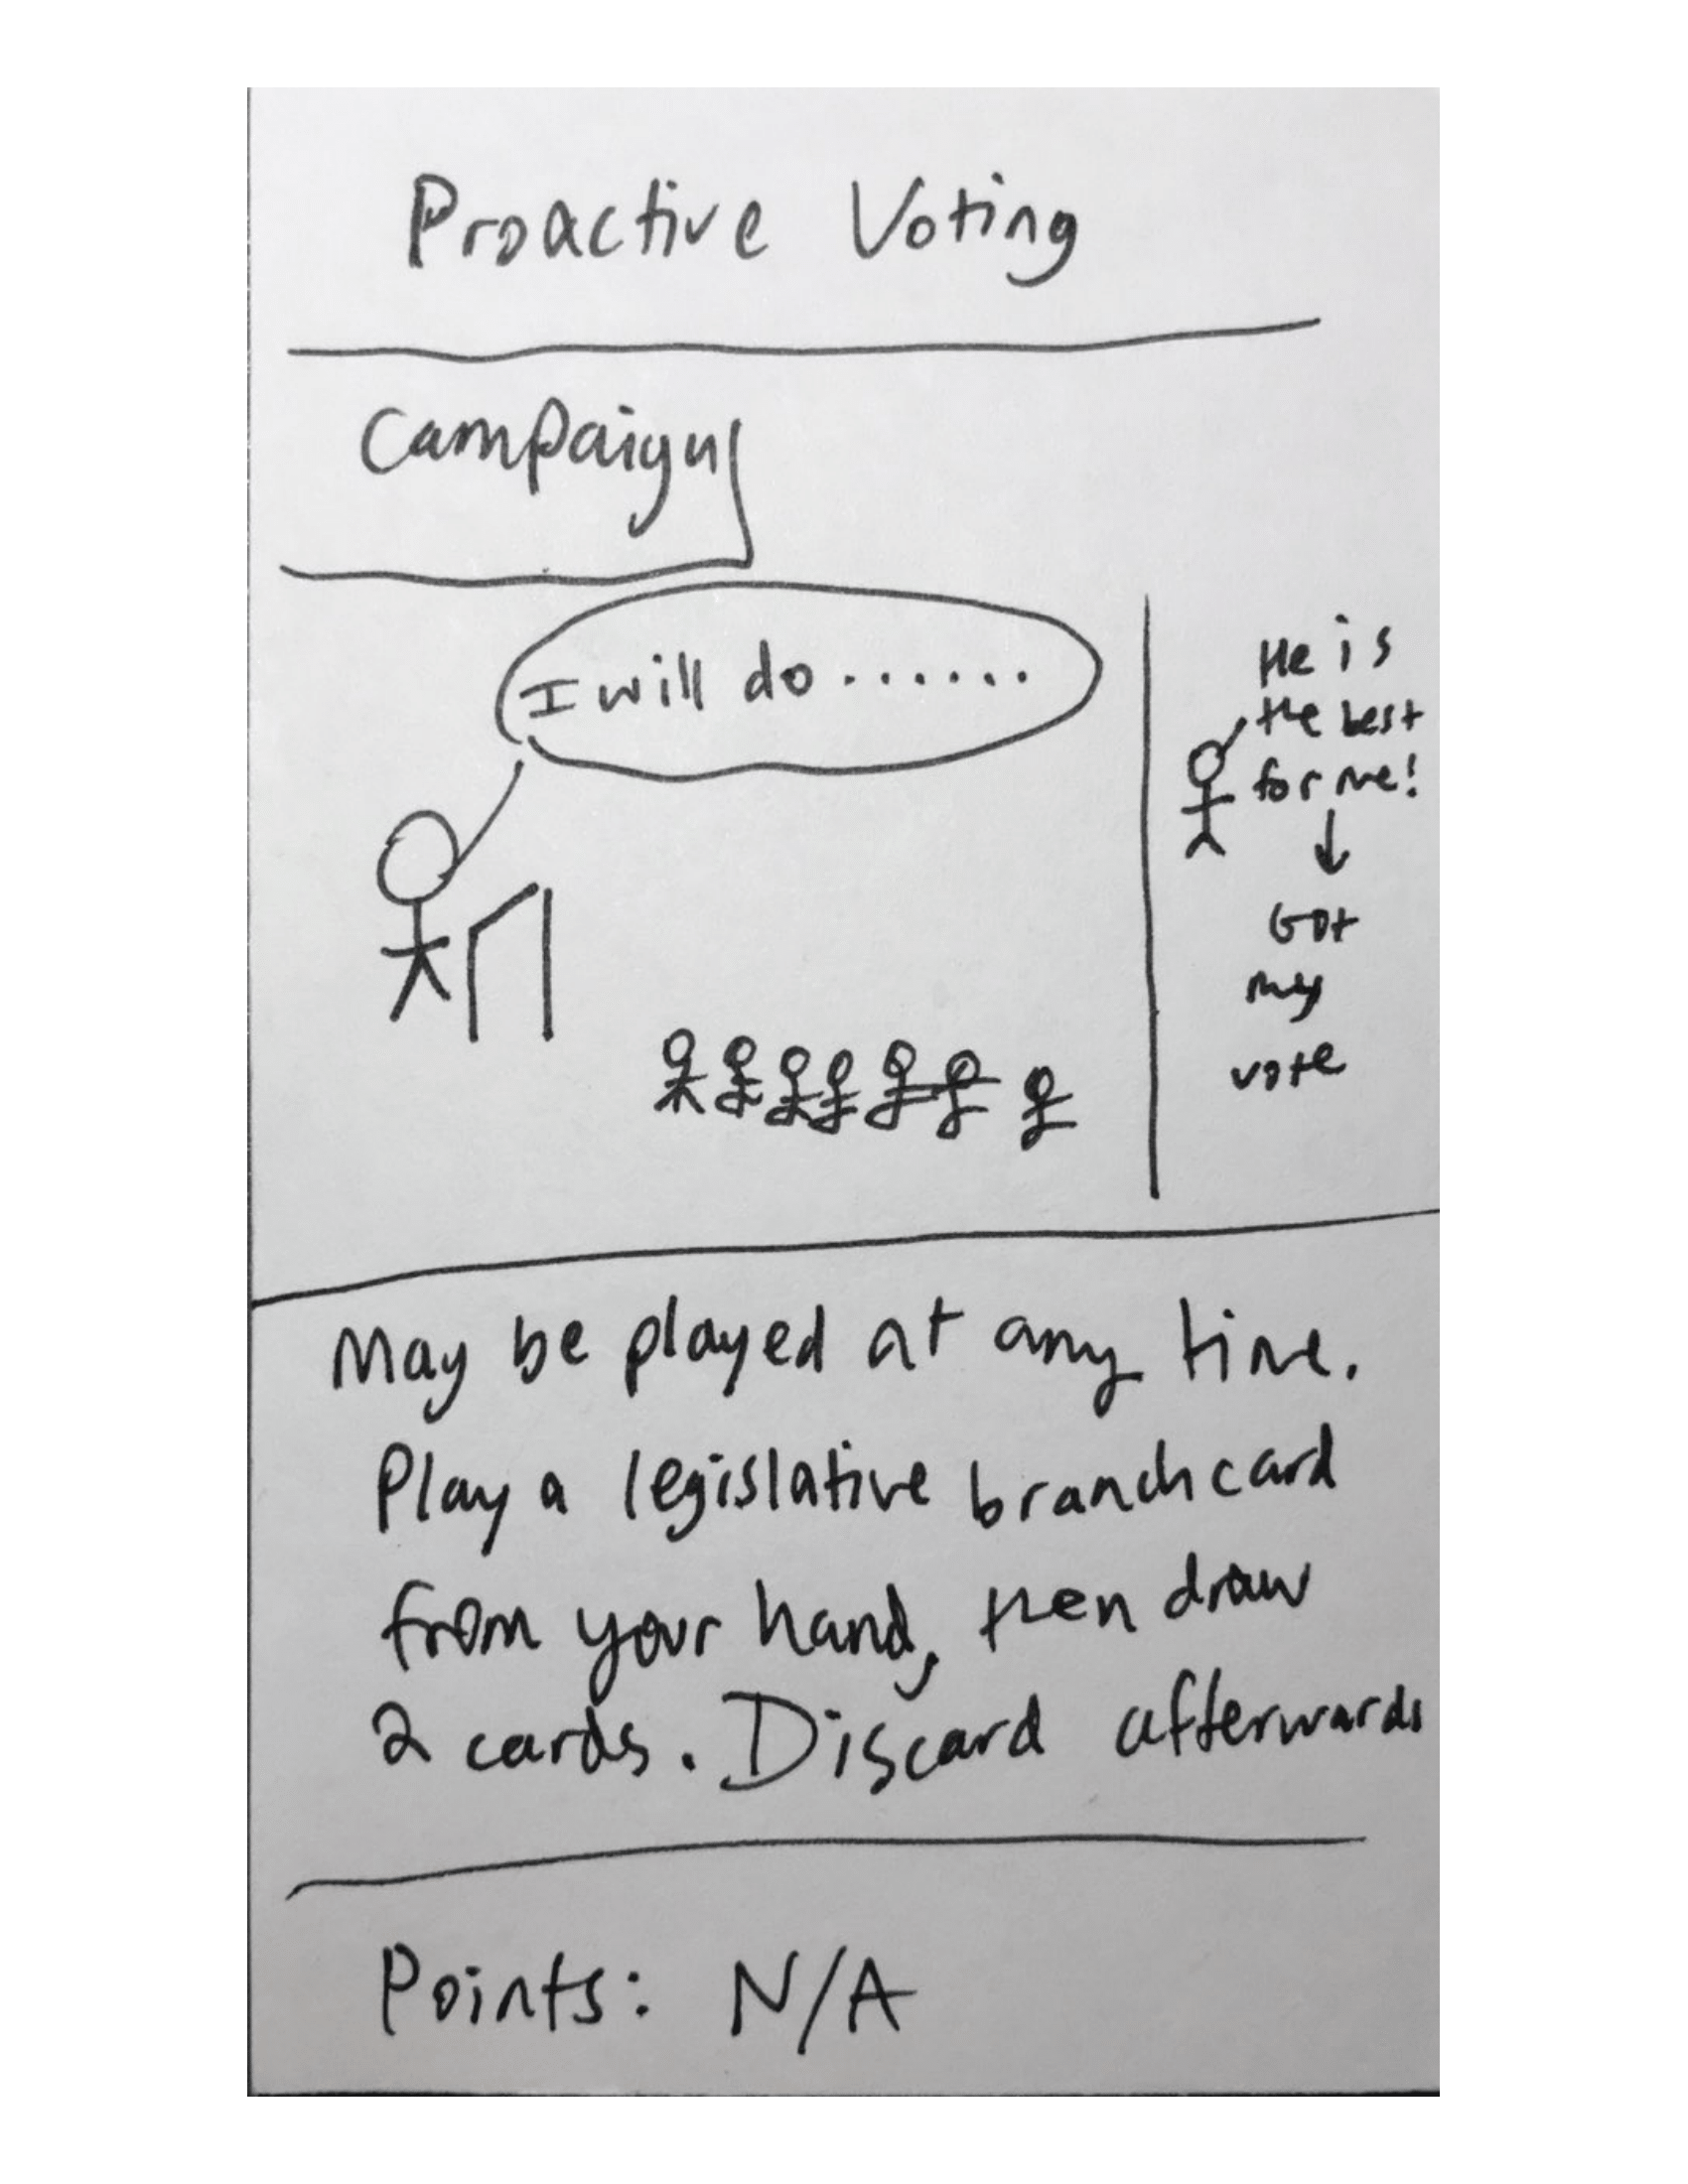 Proactive Voting
Campaign
I will do .......
He is
the best
for me!
Got
my
vote
May be played at any time.
Play a legislative branch card
from your hand, then draw
2 cards. Discard afterwards
Points: N/A